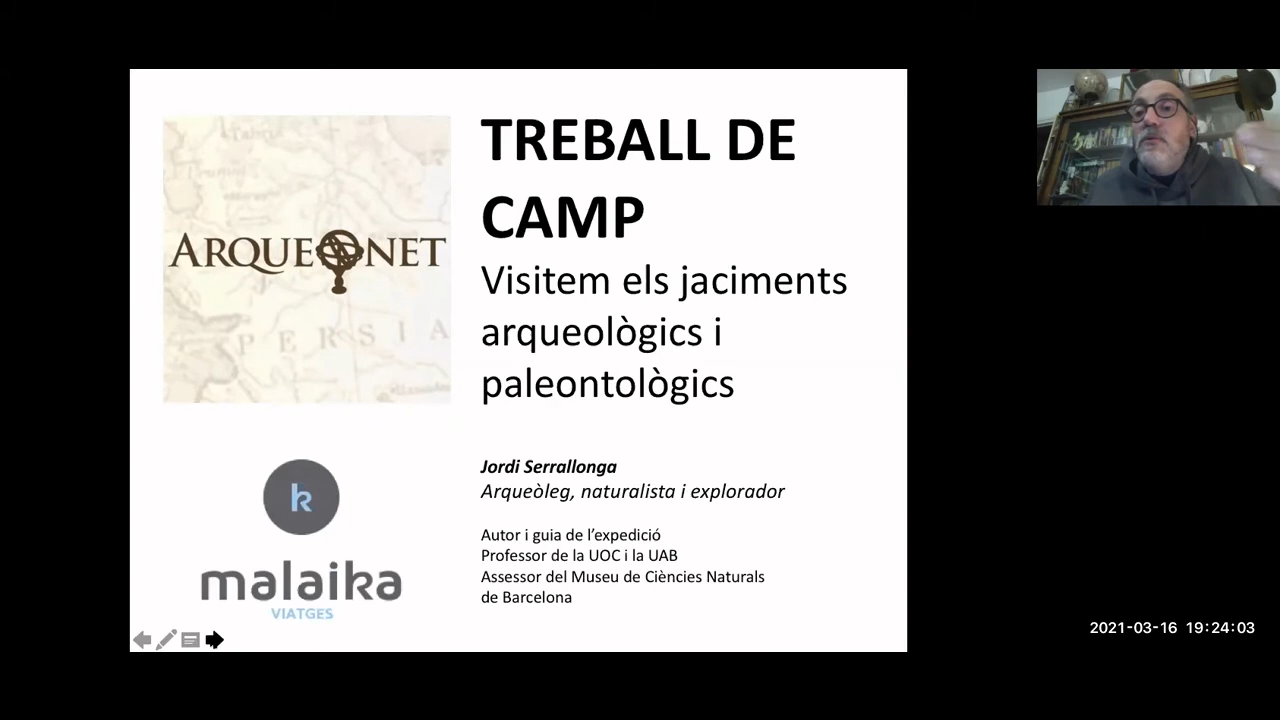 TREBALL DE
CAMP
Visitem els jaciments
arqueològics i
paleontològics
ARQUEONET
PERSIA
Jordi Serrallonga
Arqueòleg, naturalista i explorador
Autor i guia de l’expedició
Professor de la UOC i la UAB
Assessor del Museu de Ciències Naturals
de Barcelona
k
malaika
VIATGES
2021-03-16 19:24:03